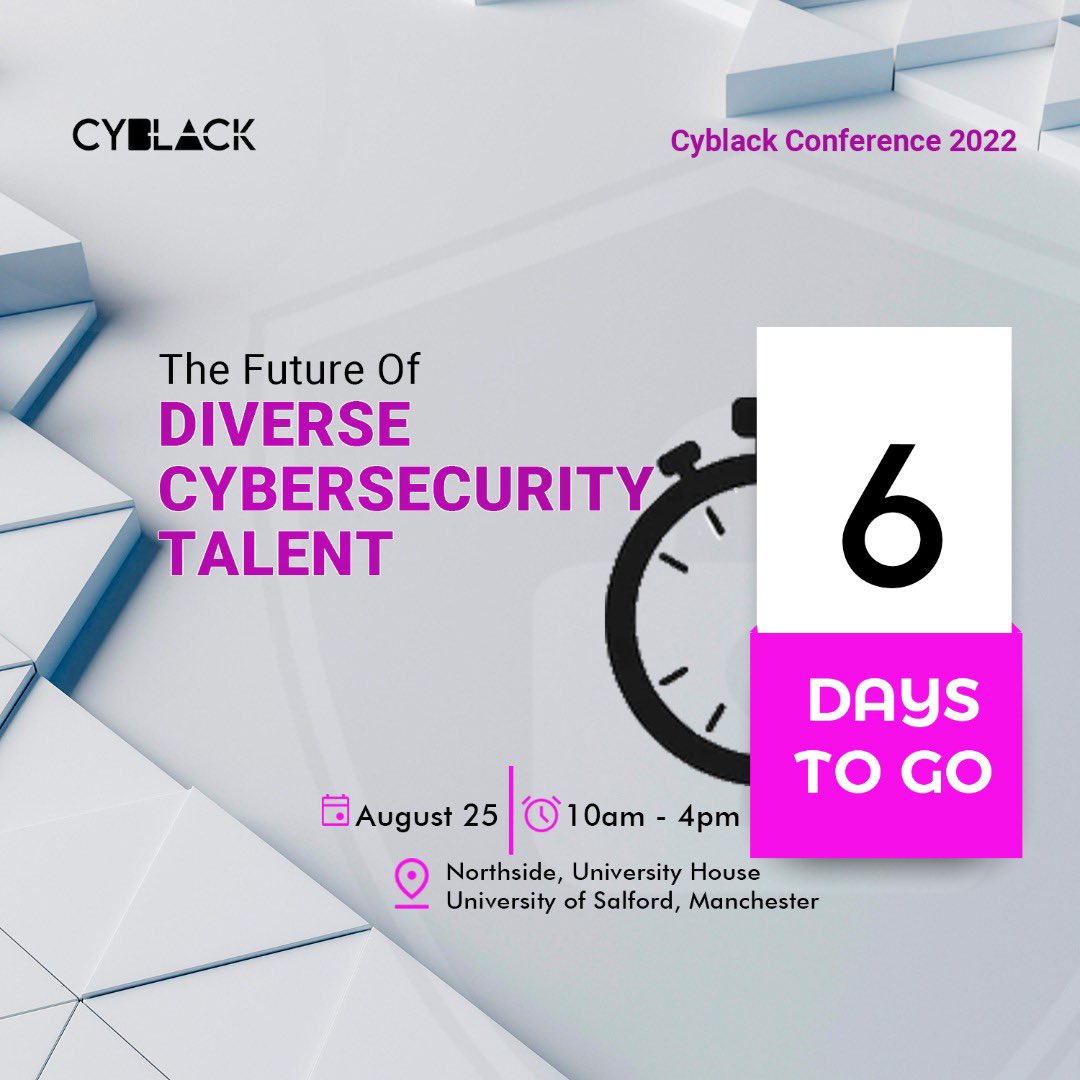 CYBLACK
Cyblack Conference 2022
The Future Of
DIVERSE
CYBERSECURITY
TALENT
6
DAYS
TO GO
August 25
10am - 4pm
Northside, University House
University of Salford, Manchester